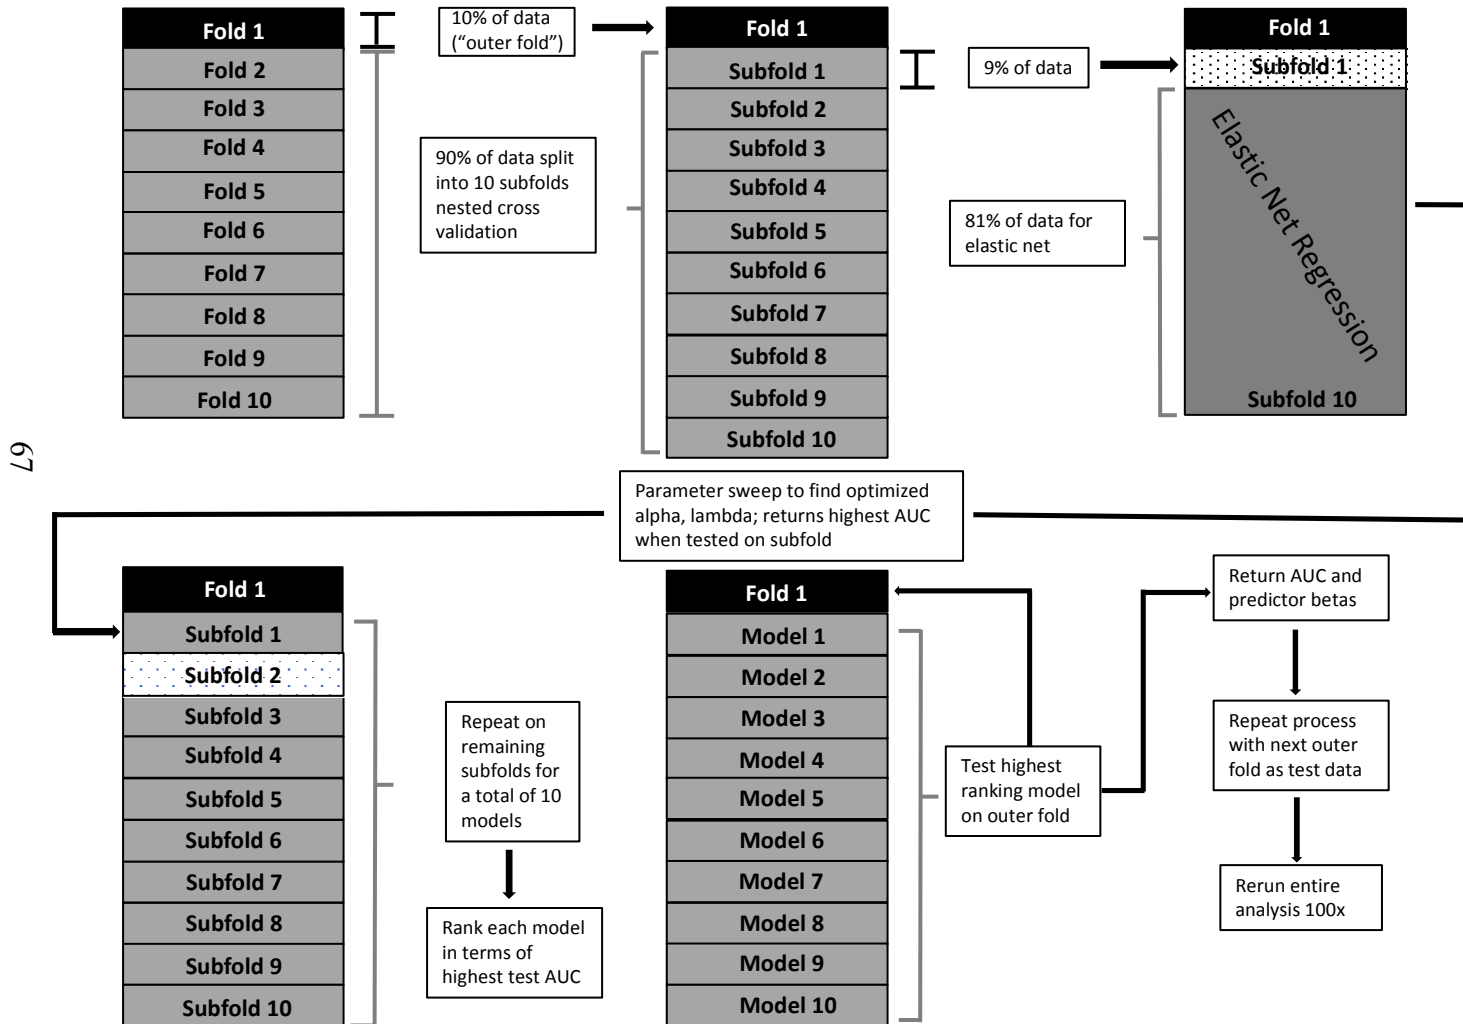 Fold 1
Fold 2
Fold 3
Fold 4
Fold 5
Fold 6
Fold 7
Fold 8
Fold 9
Fold 10
10% of data
(“outer fold”)
90% of data split
into 10 subfolds
nested cross
validation
Fold 1
Subfold 1
Subfold 2
Subfold 3
Subfold 4
Subfold 5
Subfold 6
Subfold 7
Subfold 8
Subfold 9
Subfold 10
9% of data
81% of data for
elastic net
Fold 1
Subfold 1
Elastic Net Regression
Subfold 10
67
Parameter sweep to find optimized
alpha, lambda; returns highest AUC
when tested on subfold
Fold 1
Subfold 1
Subfold 2
Subfold 3
Subfold 4
Subfold 5
Subfold 6
Subfold 7
Subfold 8
Subfold 9
Subfold 10
Repeat on
remaining
subfolds for
a total of 10
models
Rank each model
in terms of
highest test AUC
Fold 1
Model 1
Model 2
Model 3
Model 4
Model 5
Model 6
Model 7
Model 8
Model 9
Model 10
Test highest
ranking model
on outer fold
Return AUC and
predictor betas
Repeat process
with next outer
fold as test data
Rerun entire
analysis 100x